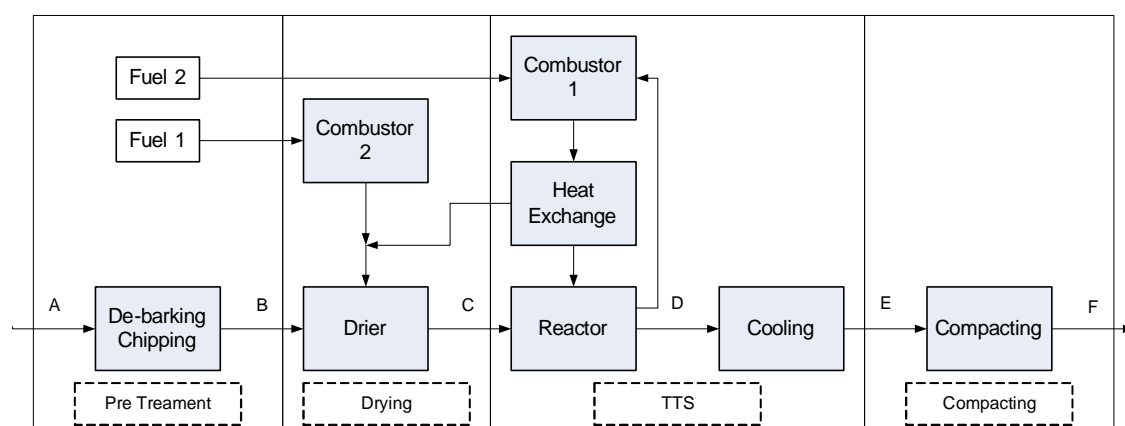 Fuel 2
Combustor
1
Fuel 1
Combustor
2
Heat
Exchange
A
B
C
D
E
F
De-barking
Chipping
Drier
Reactor
Cooling
Compacting
Pre Treament
Drying
TTS
Compacting